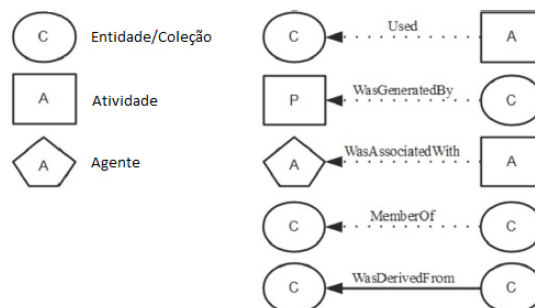 C Entidade/Coleção
A Atividade
A Agente
C Used A
P WasGeneratedBy C
A WasAssociatedWith A
C MemberOf C
C WasDerivedFrom C